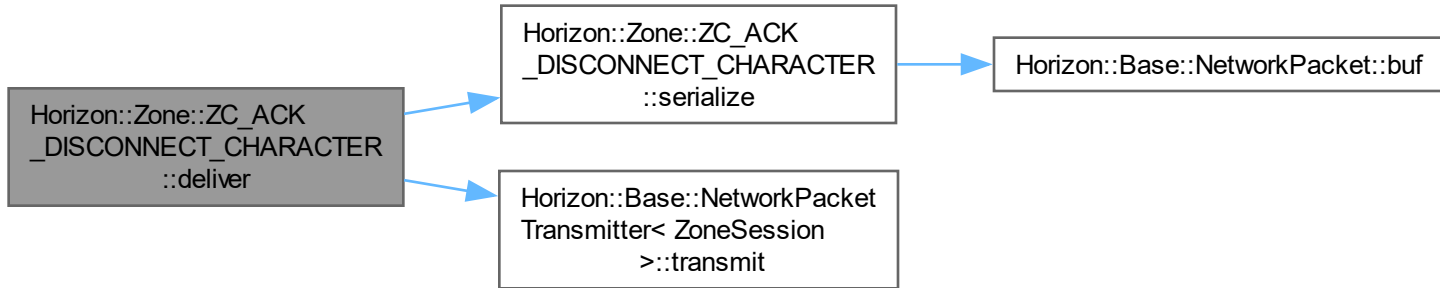 Horizon::Zone::ZC_ACK
_DISCONNECT_CHARACTER
::deliver
Horizon::Zone::ZC_ACK
_DISCONNECT_CHARACTER
::serialize
Horizon::Base::NetworkPacket::buf
Horizon::Base::NetworkPacket
Transmitter< ZoneSession
>::transmit